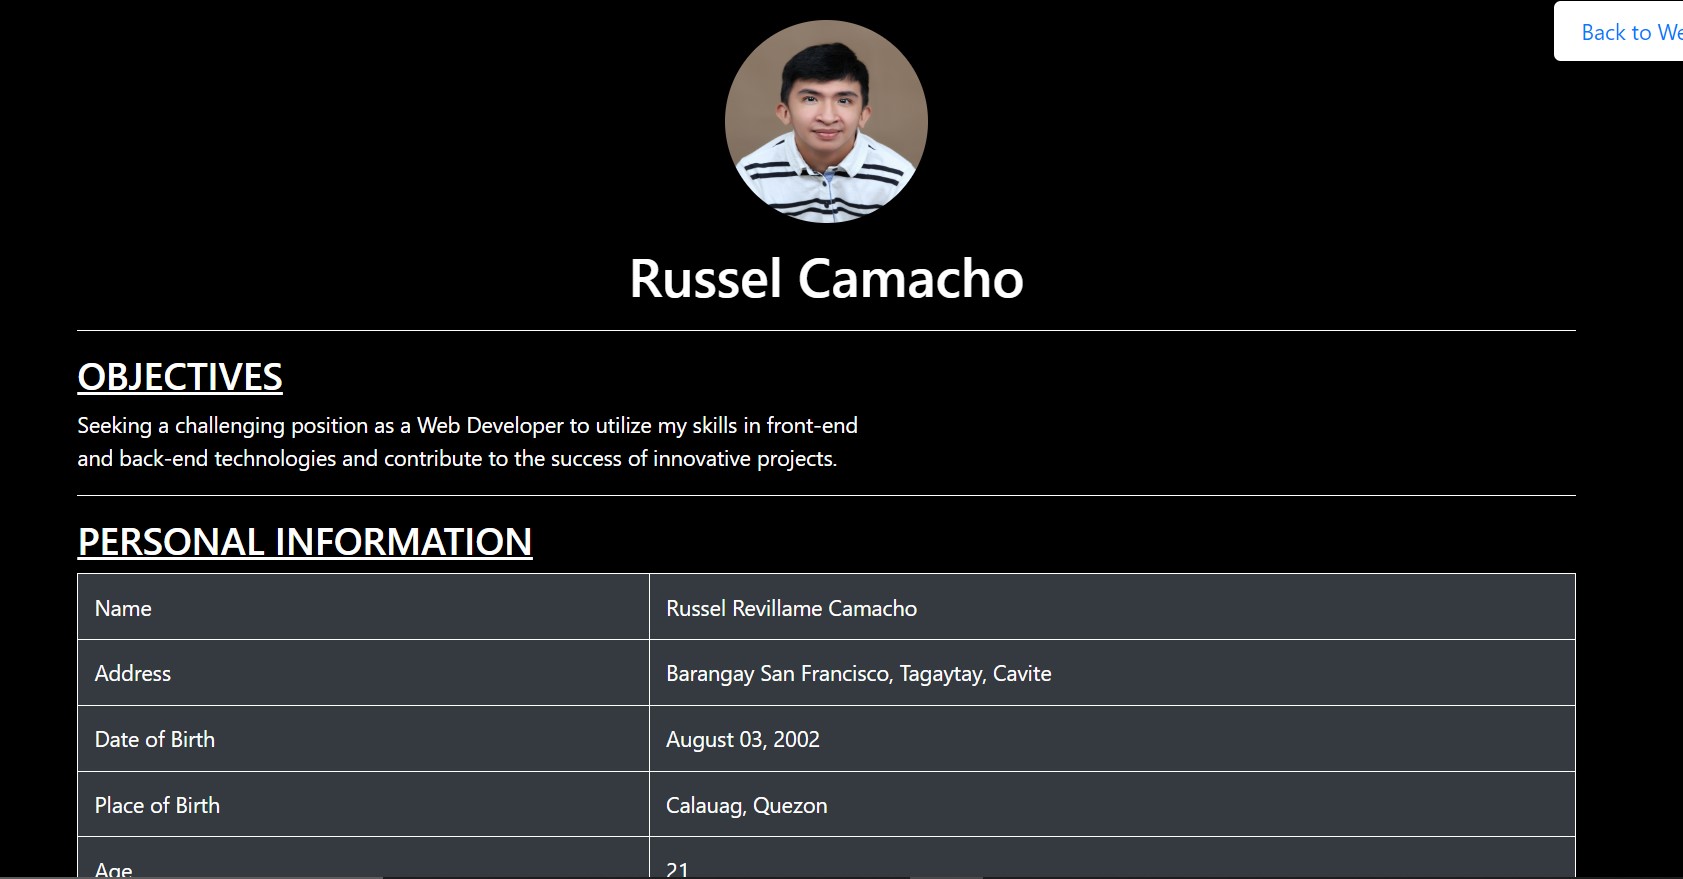 Back to We
Russel Camacho
OBJECTIVES
Seeking a challenging position as a Web Developer to utilize my skills in front-end
and back-end technologies and contribute to the success of innovative projects.
PERSONAL INFORMATION
Name Russel Revillame Camacho
Address Barangay San Francisco, Tagaytay, Cavite
Date of Birth August 03, 2002
Place of Birth Calauag, Quezon
Age 21